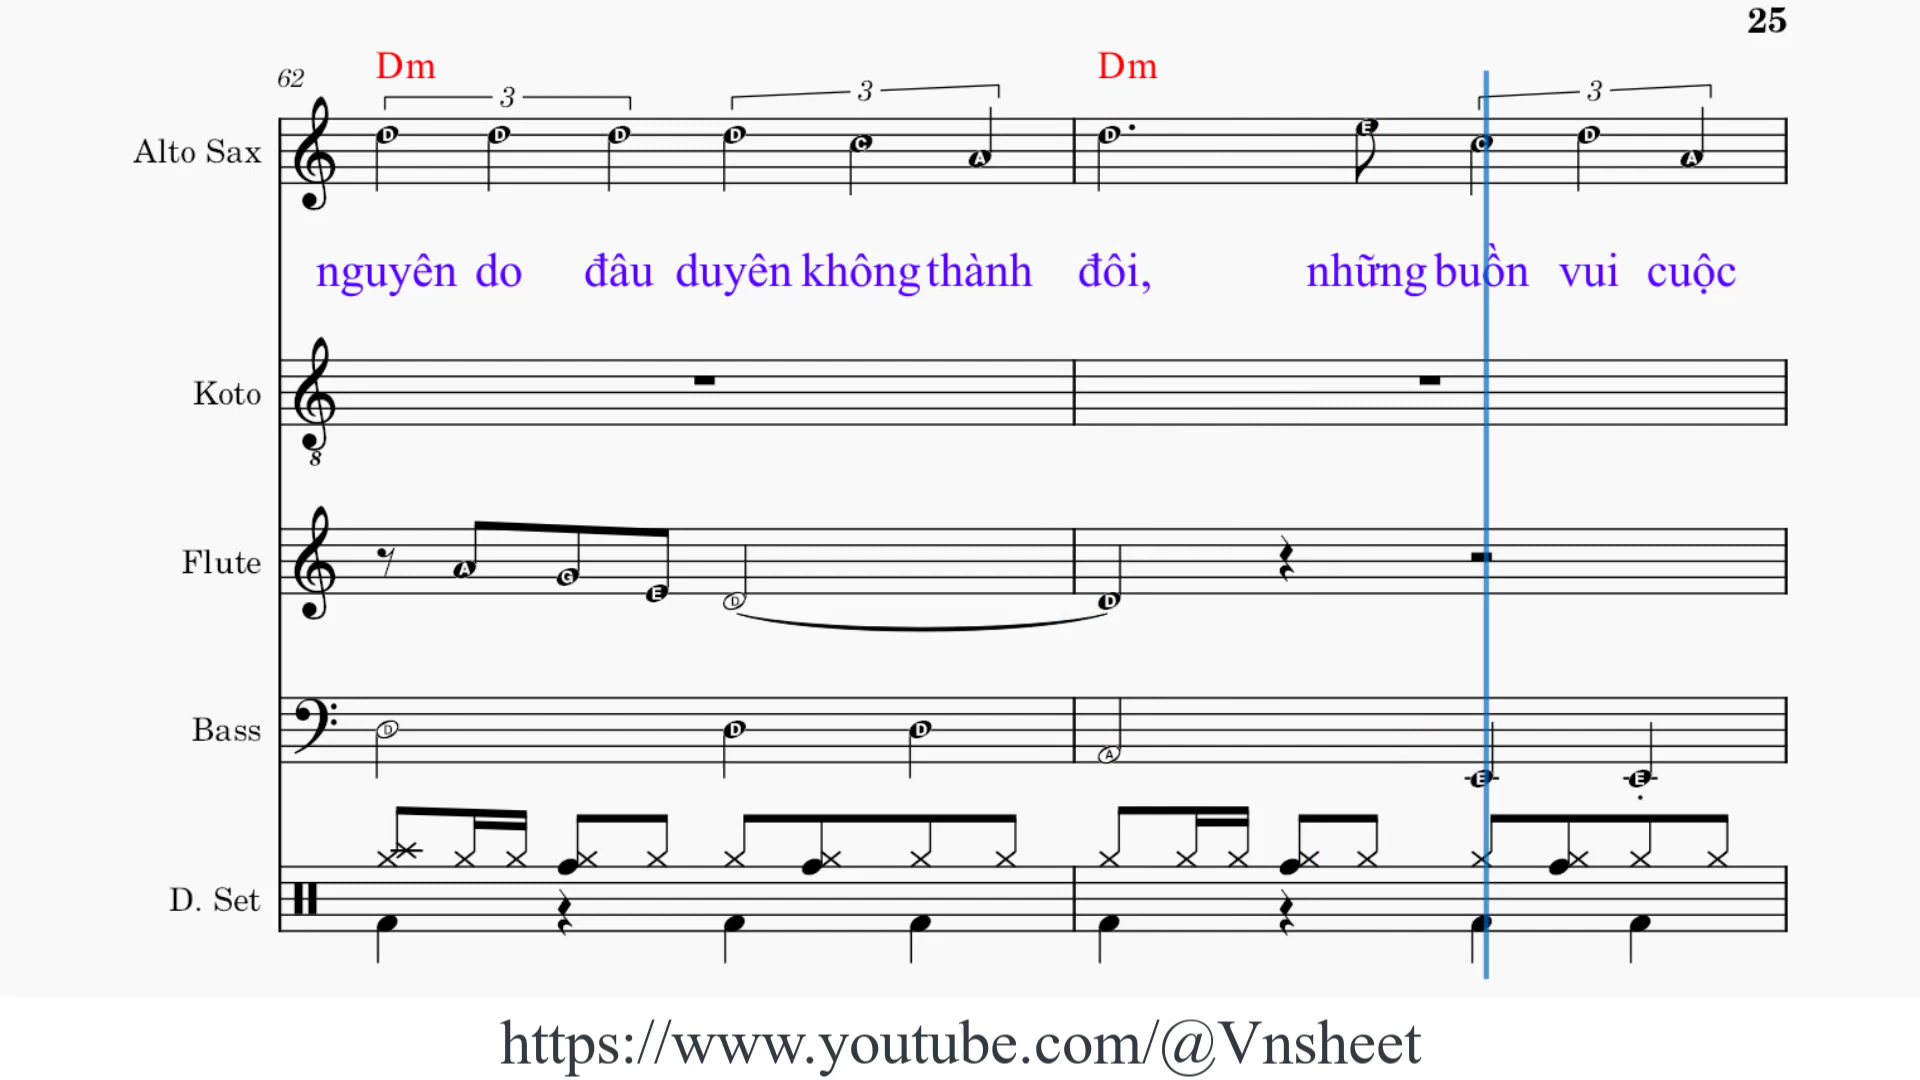 25
62 Dm Dm
3 3 3
Alto Sax D D D D C A D E C D A
nguyên do đâu duyên không thành đôi, những buồn vui cuộc
Koto
8
Flute A G E D D
Bass D D D A E E
D. Set
https://www.youtube.com/@Vnsheet